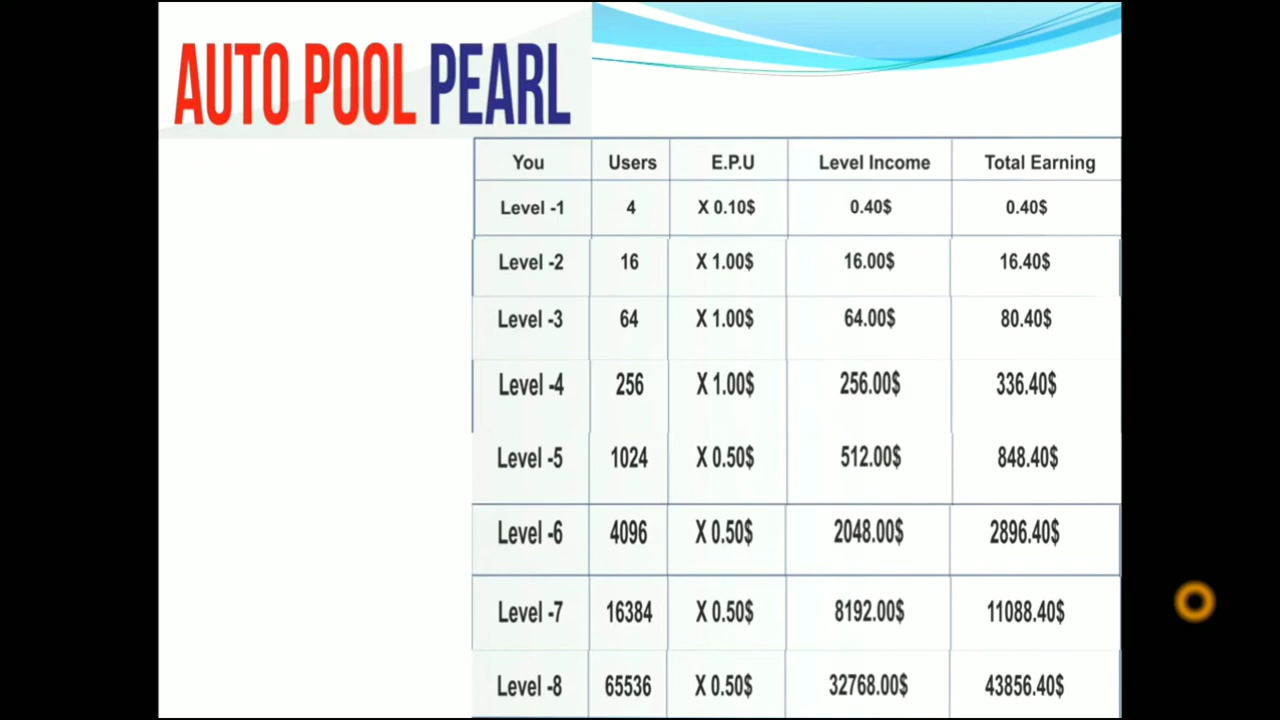 AUTO POOL PEARL
You Users E.P.U Level Income Total Earning
Level -1 4 X 0.10$ 0.40$ 0.40$
Level -2 16 X 1.00$ 16.00$ 16.40$
Level -3 64 X 1.00$ 64.00$ 80.40$
Level -4 256 X 1.00$ 256.00$ 336.40$
Level -5 1024 X 0.50$ 512.00$ 848.40$
Level -6 4096 X 0.50$ 2048.00$ 2896.40$
Level -7 16384 X 0.50$ 8192.00$ 11088.40$
Level -8 65536 X 0.50$ 32768.00$ 43856.40$